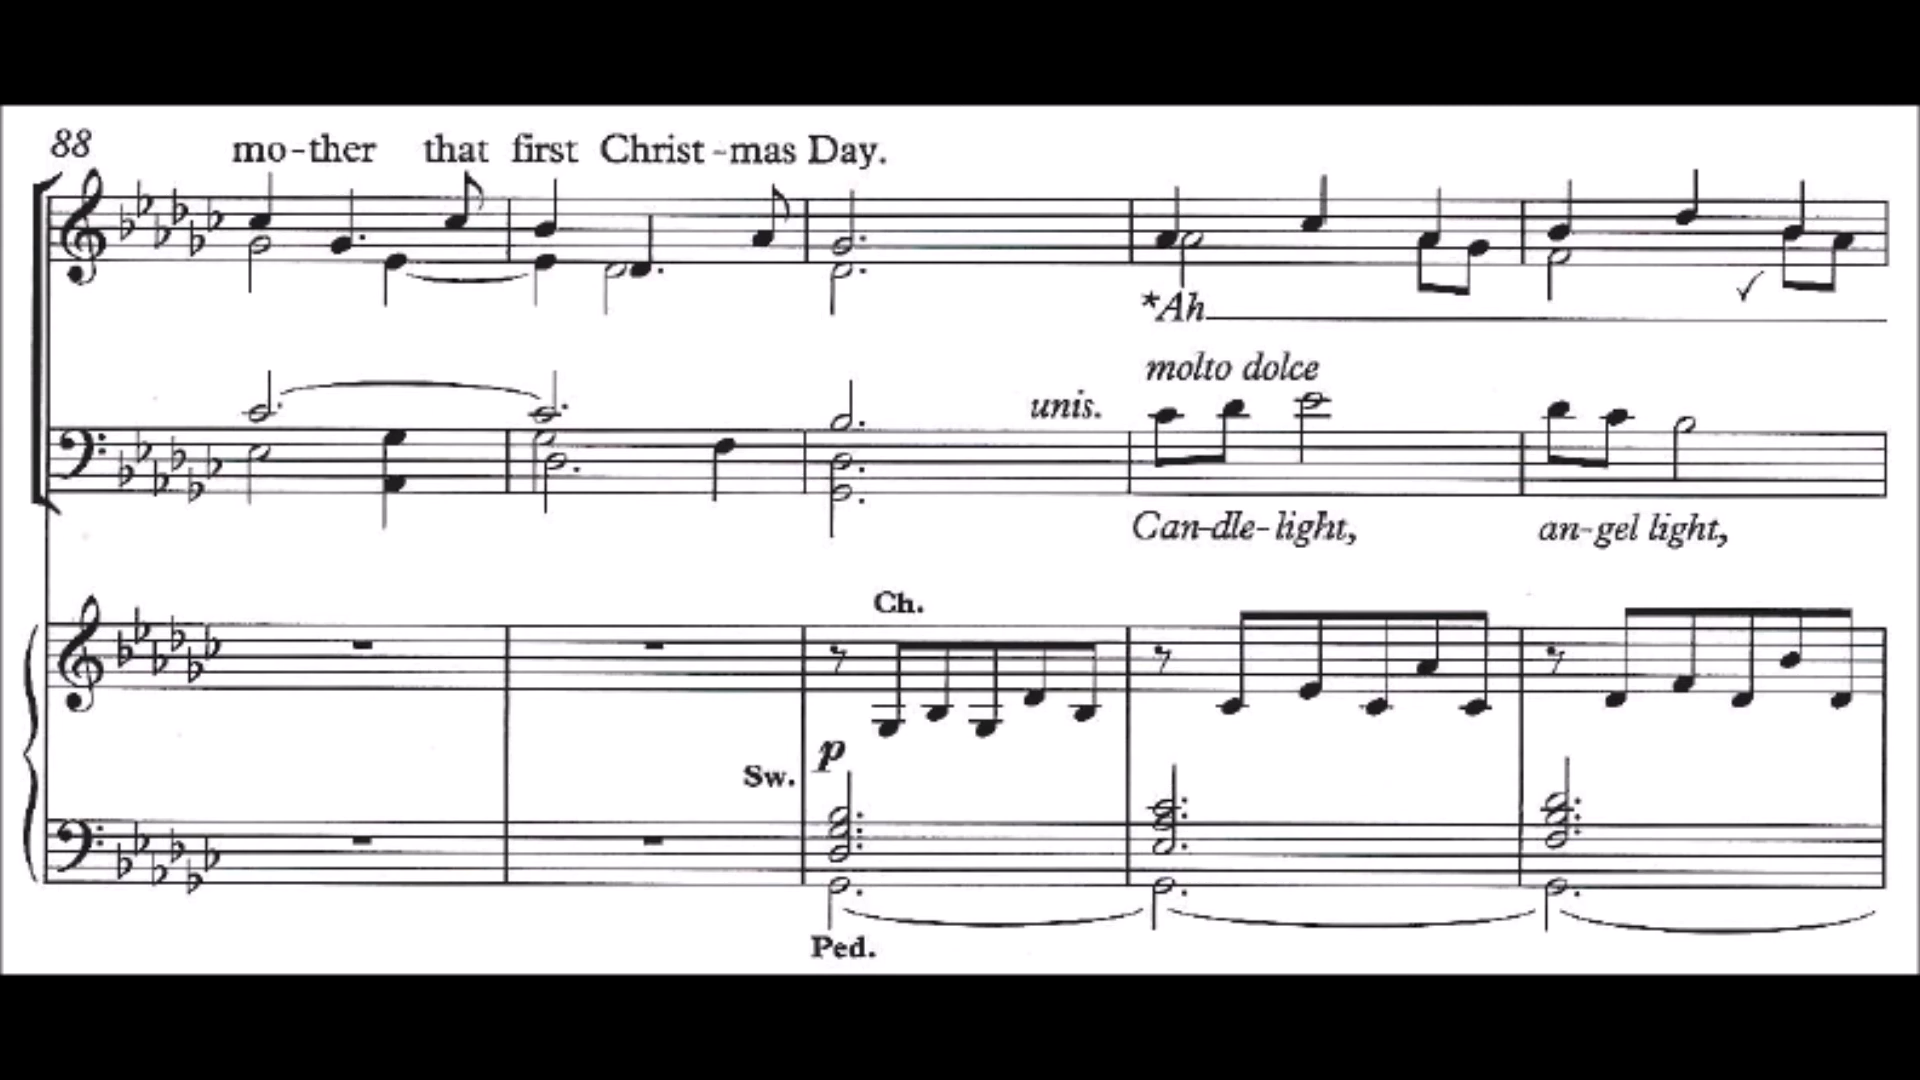 88
mo-ther that first Christ-mas Day.
*Ah
molto dolce
unis.
Can-dle-light, an-gel light,
Ch.
p
Sw.
Ped.